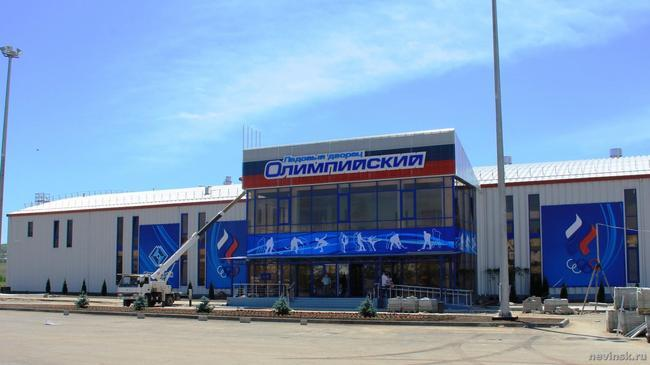 Ледовый дворец
Олимпийский
nevinsk.ru